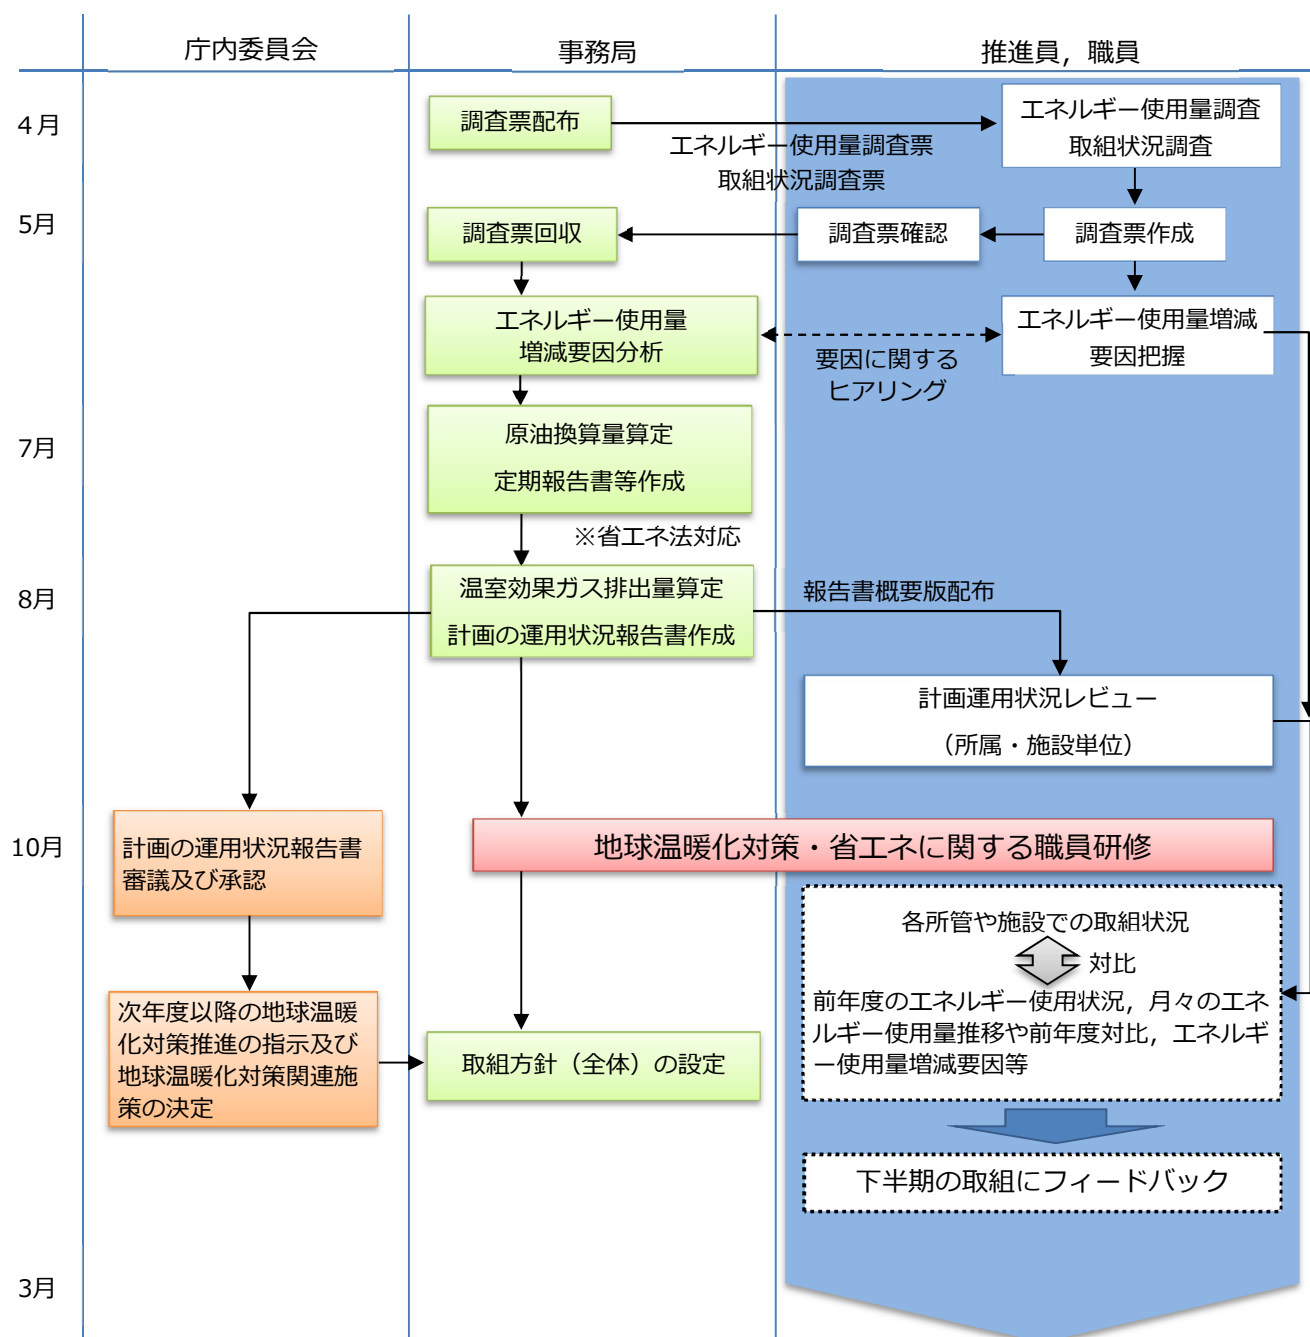 庁内委員会
事務局
推進員，職員
4月
調査票配布
エネルギー使用量調査票
取組状況調査票
エネルギー使用量調査
取組状況調査
5月
調査票回収
調査票確認
調査票作成
エネルギー使用量
増減要因分析
要因に関する
ヒアリング
エネルギー使用量増減
要因把握
7月
原油換算量算定
定期報告書等作成
※省エネ法対応
8月
温室効果ガス排出量算定
計画の運用状況報告書作成
報告書概要版配布
計画運用状況レビュー
（所属・施設単位）
10月
計画の運用状況報告書
審議及び承認
地球温暖化対策・省エネに関する職員研修
各所管や施設での取組状況
対比
前年度のエネルギー使用状況，月々のエネ
ルギー使用量推移や前年度対比，エネルギ
ー使用量増減要因等
次年度以降の地球温暖
化対策推進の指示及び
地球温暖化対策関連施
策の決定
取組方針（全体）の設定
下半期の取組にフィードバック
3月